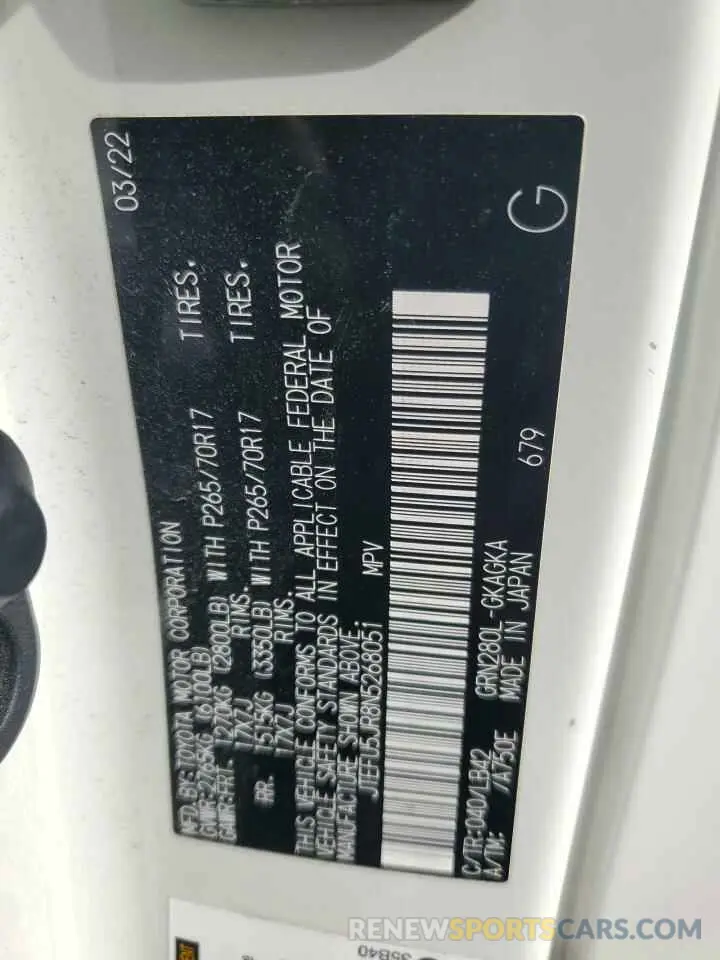 MFD. BY: TOYOTA MOTOR CORPORATION 03/22
GVWR: 2765KG (6100LB)
GAWR: FRT. 1270KG (2800LB) WITH P265/70R17 TIRES.
17X7J RIMS.
RR. 1515KG (3350LB) WITH P265/70R17 TIRES.
17X7J RIMS.
THIS VEHICLE CONFORMS TO ALL APPLICABLE FEDERAL MOTOR
VEHICLE SAFETY STANDARDS IN EFFECT ON THE DATE OF
MANUFACTURE SHOWN ABOVE.
JTEFU5JR8N5268051 MPV
C/TR: 040/LB42 GRN280L-GKAGKA 679
A/TM: /A750E MADE IN JAPAN
G
35B40
RENEWSPORTSCARS.COM